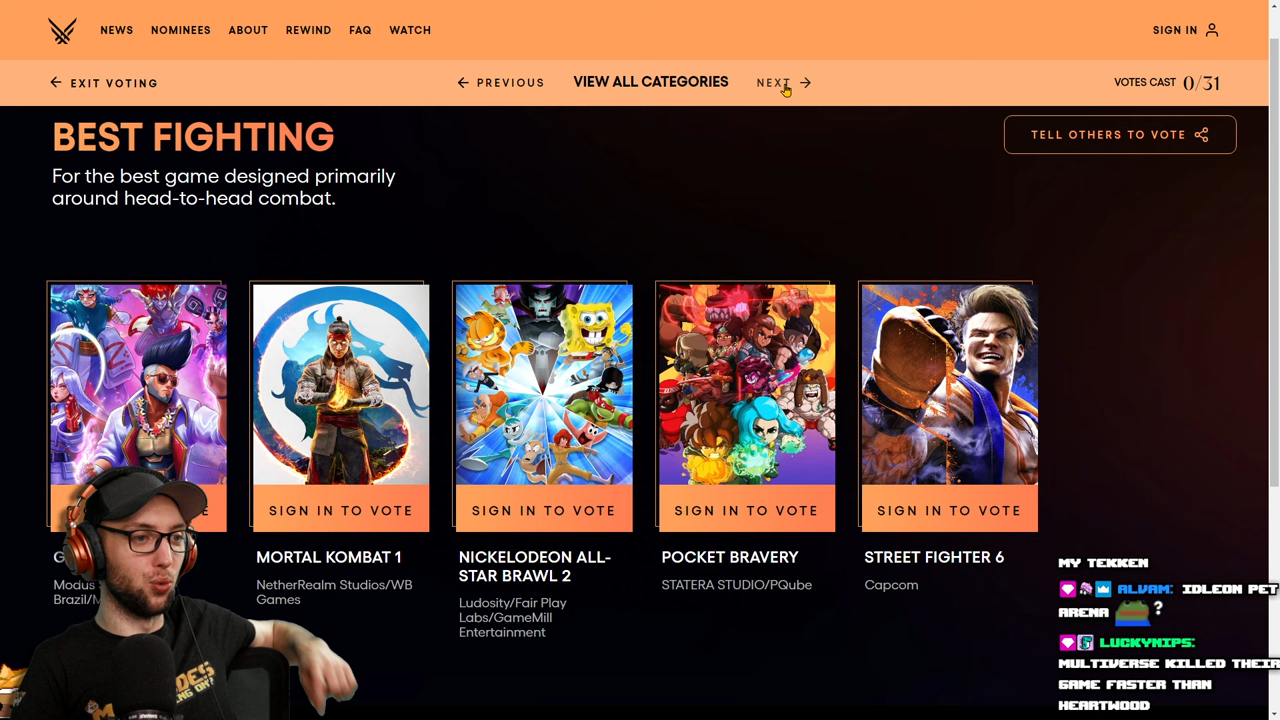 NEWS NOMINEES ABOUT REWIND FAQ WATCH SIGN IN
EXIT VOTING PREVIOUS VIEW ALL CATEGORIES NEXT VOTES CAST 0/31
BEST FIGHTING
TELL OTHERS TO VOTE
For the best game designed primarily
around head-to-head combat.
SIGN IN TO VOTE SIGN IN TO VOTE SIGN IN TO VOTE SIGN IN TO VOTE
MORTAL KOMBAT 1
NetherRealm Studios/WB
Games
NICKELODEON ALL-
STAR BRAWL 2
Ludosity/Fair Play
Labs/GameMill
Entertainment
POCKET BRAVERY
STATERA STUDIO/PQube
STREET FIGHTER 6
Capcom
Modus
Brazil/
MY TEKKEN
ALVAM: IDLEON PET
ARENA ?
LUCKYNIPS:
MULTIVERSE KILLED THEIR
GAME FASTER THAN
HEARTWOOD